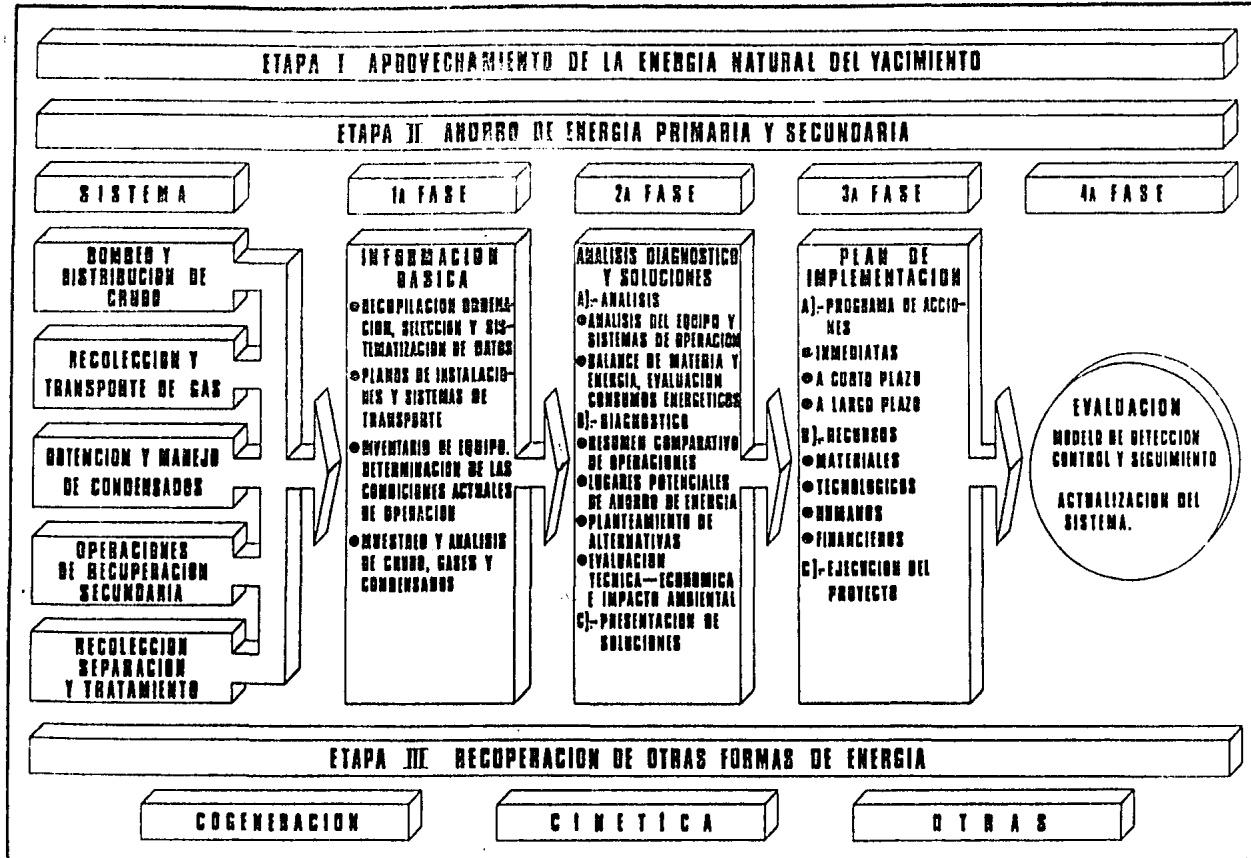 ETAPA I APROVECHAMIENTO DE LA ENERGIA NATURAL DEL YACIMIENTO
ETAPA II AHORRO DE ENERGIA PRIMARIA Y SECUNDARIA
SISTEMA
1A FASE
2A FASE
3A FASE
4A FASE
BOMBEO Y
DISTRIBUCION DE
CRUDO
RECOLECCION Y
TRANSPORTE DE GAS
OBTENCION Y MANEJO
DE CONDENSADOS
OPERACIONES
DE RECUPERACION
SECUNDARIA
RECOLECCION
SEPARACION
Y TRATAMIENTO
INFORMACION
BASICA
●RECOPILACION ORDENA-
CION, SELECCION Y SIS-
TEMATIZACION DE DATOS
●PLANOS DE INSTALACIO-
NES Y SISTEMAS DE
TRANSPORTE
●INVENTARIO DE EQUIPO.
DETERMINACION DE LAS
CONDICIONES ACTUALES
DE OPERACION
●MUESTREO Y ANALISIS
DE CRUDO, GASES Y
CONDENSADOS
ANALISIS DIAGNOSTICO
Y SOLUCIONES
A).-ANALISIS
●ANALISIS DEL EQUIPO Y
SISTEMAS DE OPERACION
●BALANCE DE MATERIA Y
ENERGIA, EVALUACION
CONSUMOS ENERGETICOS
B).-DIAGNOSTICO
●RESUMEN COMPARATIVO
DE OPERACIONES
●LUGARES POTENCIALES
DE AHORRO DE ENERGIA
●PLANTEAMIENTO DE
ALTERNATIVAS
●EVALUACION
TECNICA—ECONOMICA
E IMPACTO AMBIENTAL
C).-PRESENTACION DE
SOLUCIONES
PLAN DE
IMPLEMENTACION
A).-PROGRAMA DE ACCIO-
NES
●INMEDIATAS
●A CORTO PLAZO
●A LARGO PLAZO
B).-RECURSOS
●MATERIALES
●TECNOLOGICOS
●HUMANOS
●FINANCIEROS
C).-EJECUCION DEL
PROYECTO
EVALUACION
MODELO DE DETECCION
CONTROL Y SEGUIMIENTO
ACTUALIZACION DEL
SISTEMA.
ETAPA III RECUPERACION DE OTRAS FORMAS DE ENERGIA
COGENERACION
CINETICA
OTRAS